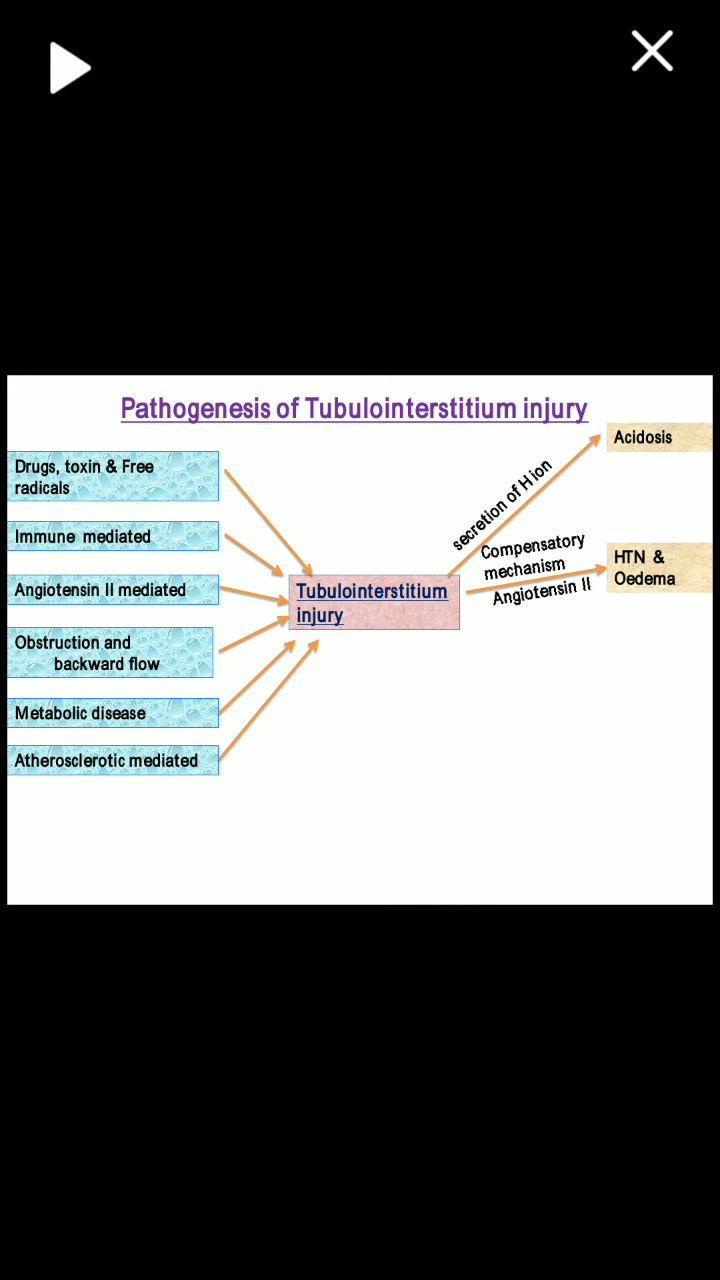 Pathogenesis of Tubulointerstitium injury
Drugs, toxin & Free
radicals
Immune mediated
Angiotensin II mediated
Obstruction and
backward flow
Metabolic disease
Atherosclerotic mediated
Tubulointerstitium
injury
secretion of H ion
Compensatory
mechanism
Angiotensin II
Acidosis
HTN &
Oedema